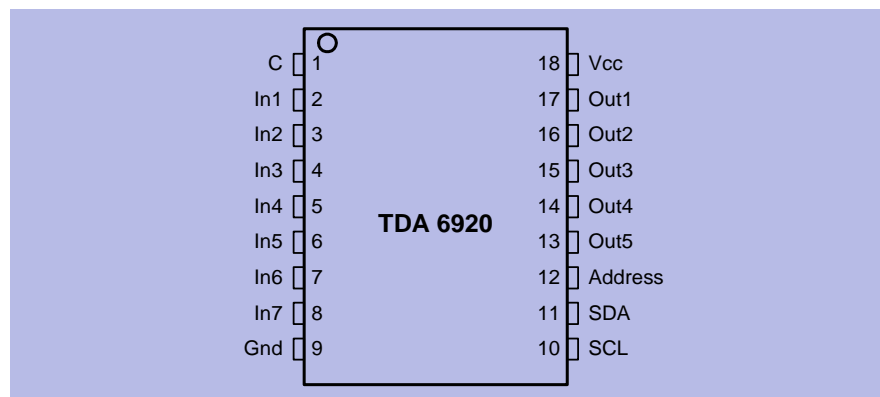 C 1 18 Vcc
In1 2 17 Out1
In2 3 16 Out2
In3 4 15 Out3
In4 5 14 Out4
TDA 6920
In5 6 13 Out5
In6 7 12 Address
In7 8 11 SDA
Gnd 9 10 SCL